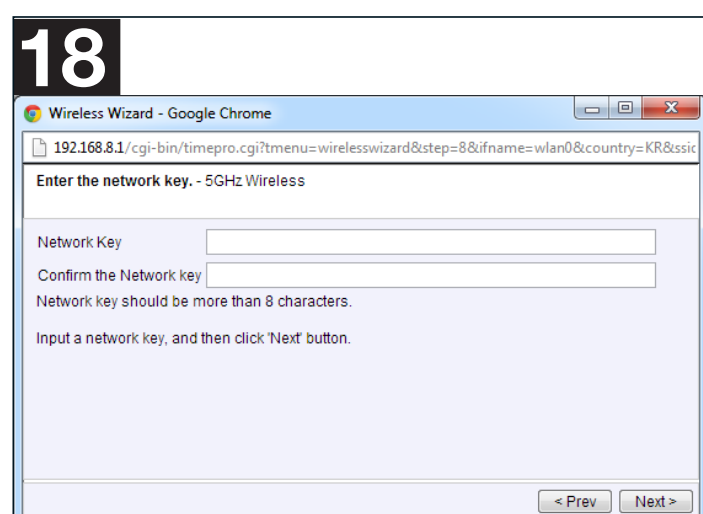 18
Wireless Wizard - Google Chrome
192.168.8.1/cgi-bin/timepro.cgi?tmenu=wirelesswizard&step=8&ifname=wlan0&country=KR&ssic
Enter the network key. - 5GHz Wireless
Network Key
Confirm the Network key
Network key should be more than 8 characters.
Input a network key, and then click 'Next' button.
< Prev Next >